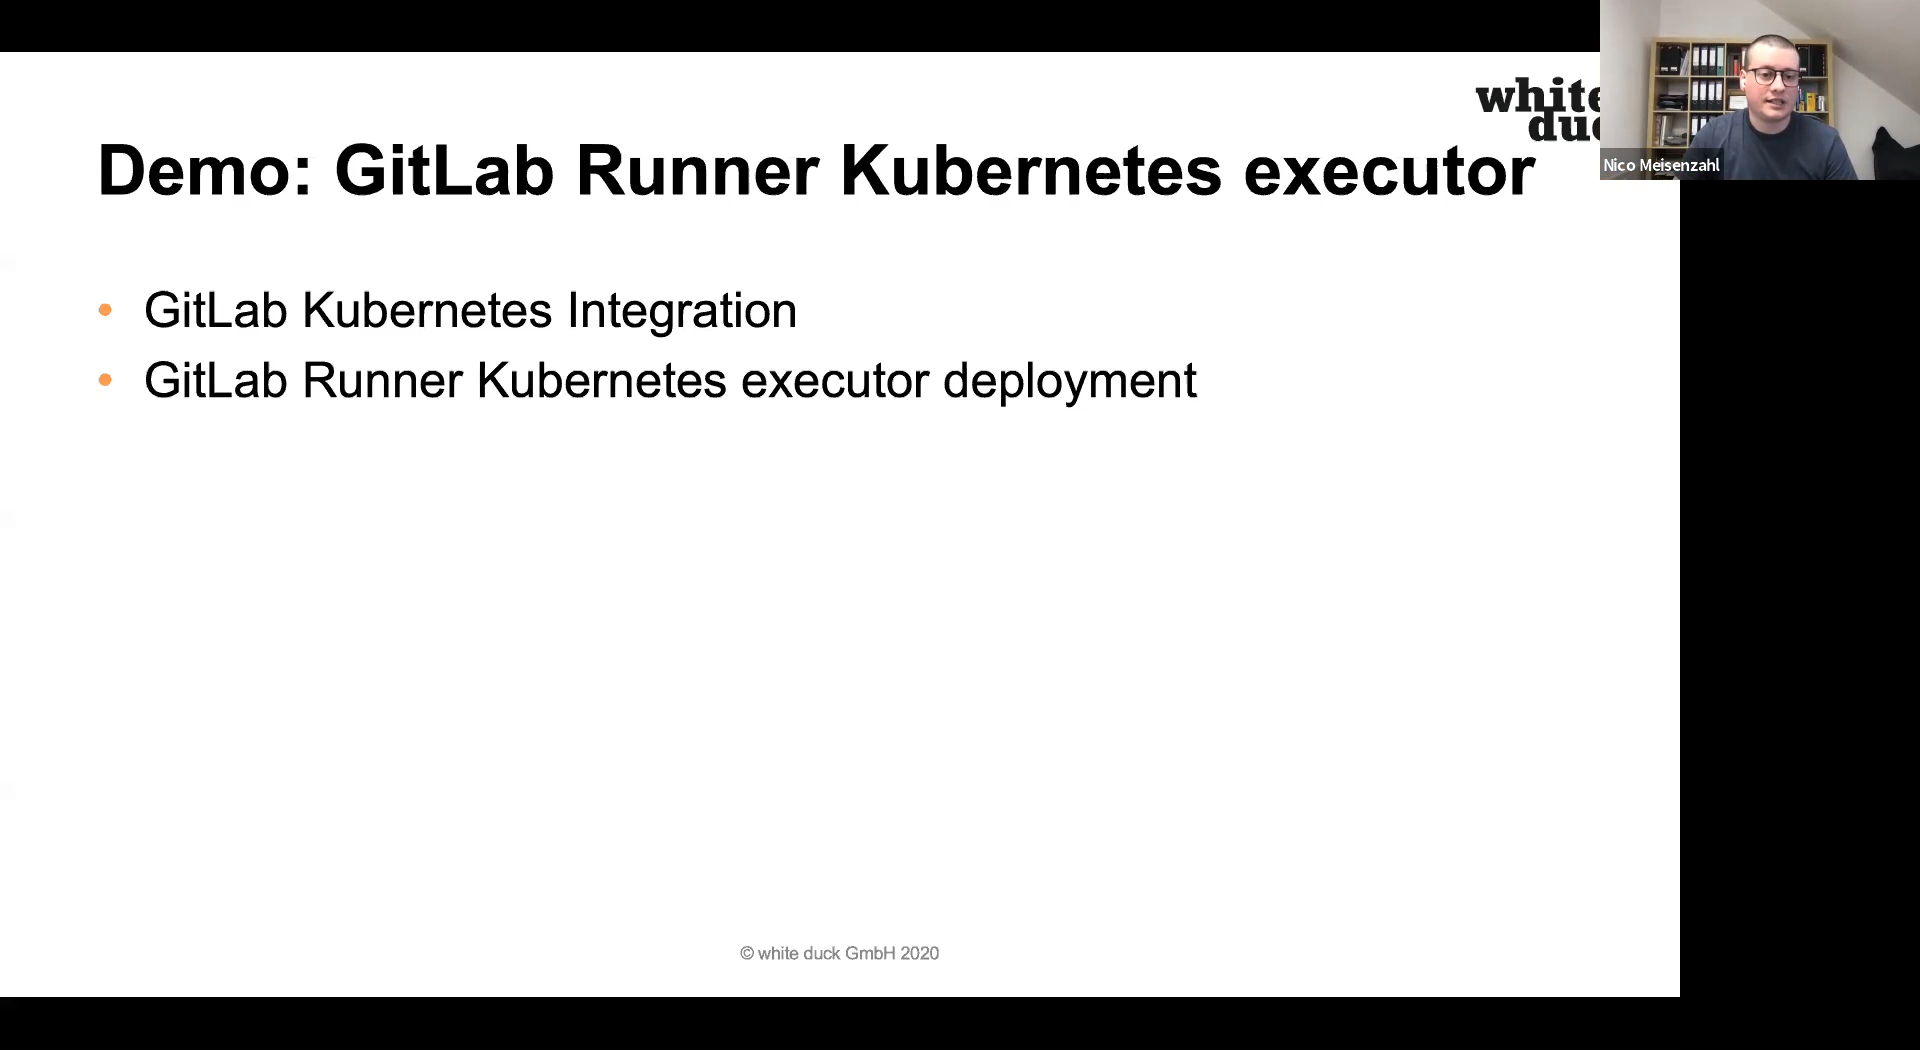 white
Demo: GitLab Runner Kubernetes executor
Nico Meisenzahl
• GitLab Kubernetes Integration
• GitLab Runner Kubernetes executor deployment
© white duck GmbH 2020